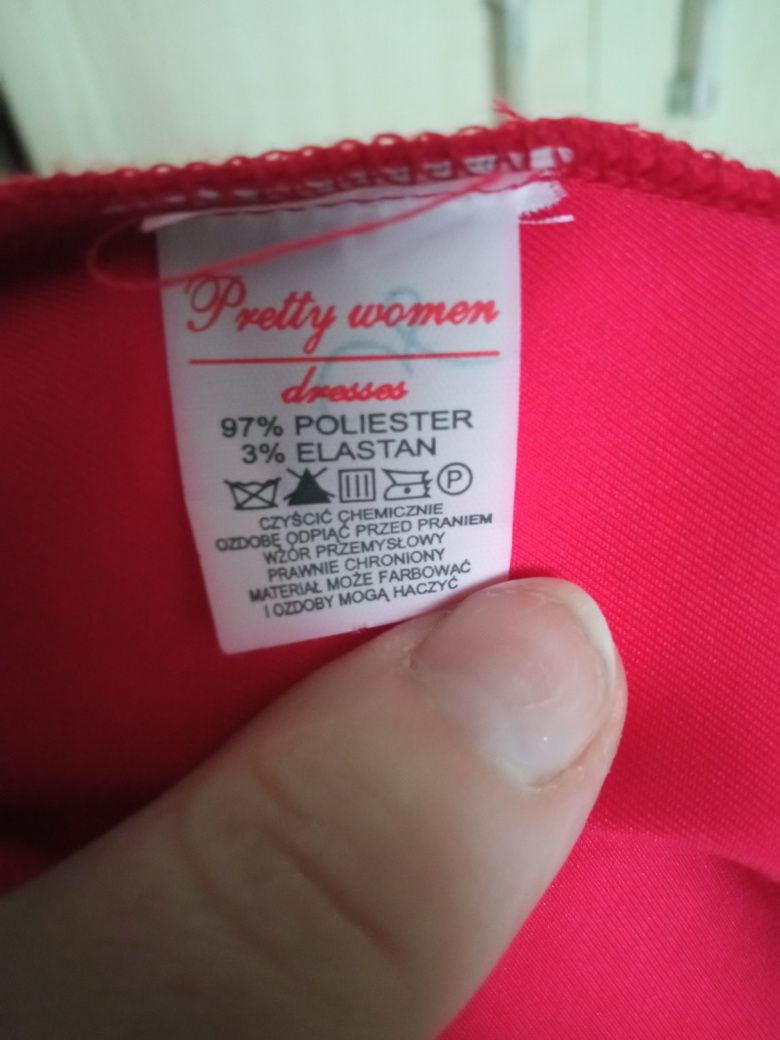 Pretty women
dresses
97% POLIESTER
3% ELASTAN
P
CZYŚCIĆ CHEMICZNIE
OZDOBĘ ODPIĄĆ PRZED PRANIEM
WZÓR PRZEMYSŁOWY
PRAWNIE CHRONIONY
MATERIAŁ MOŻE FARBOWAĆ
I OZDOBY MOGĄ HACZYĆ